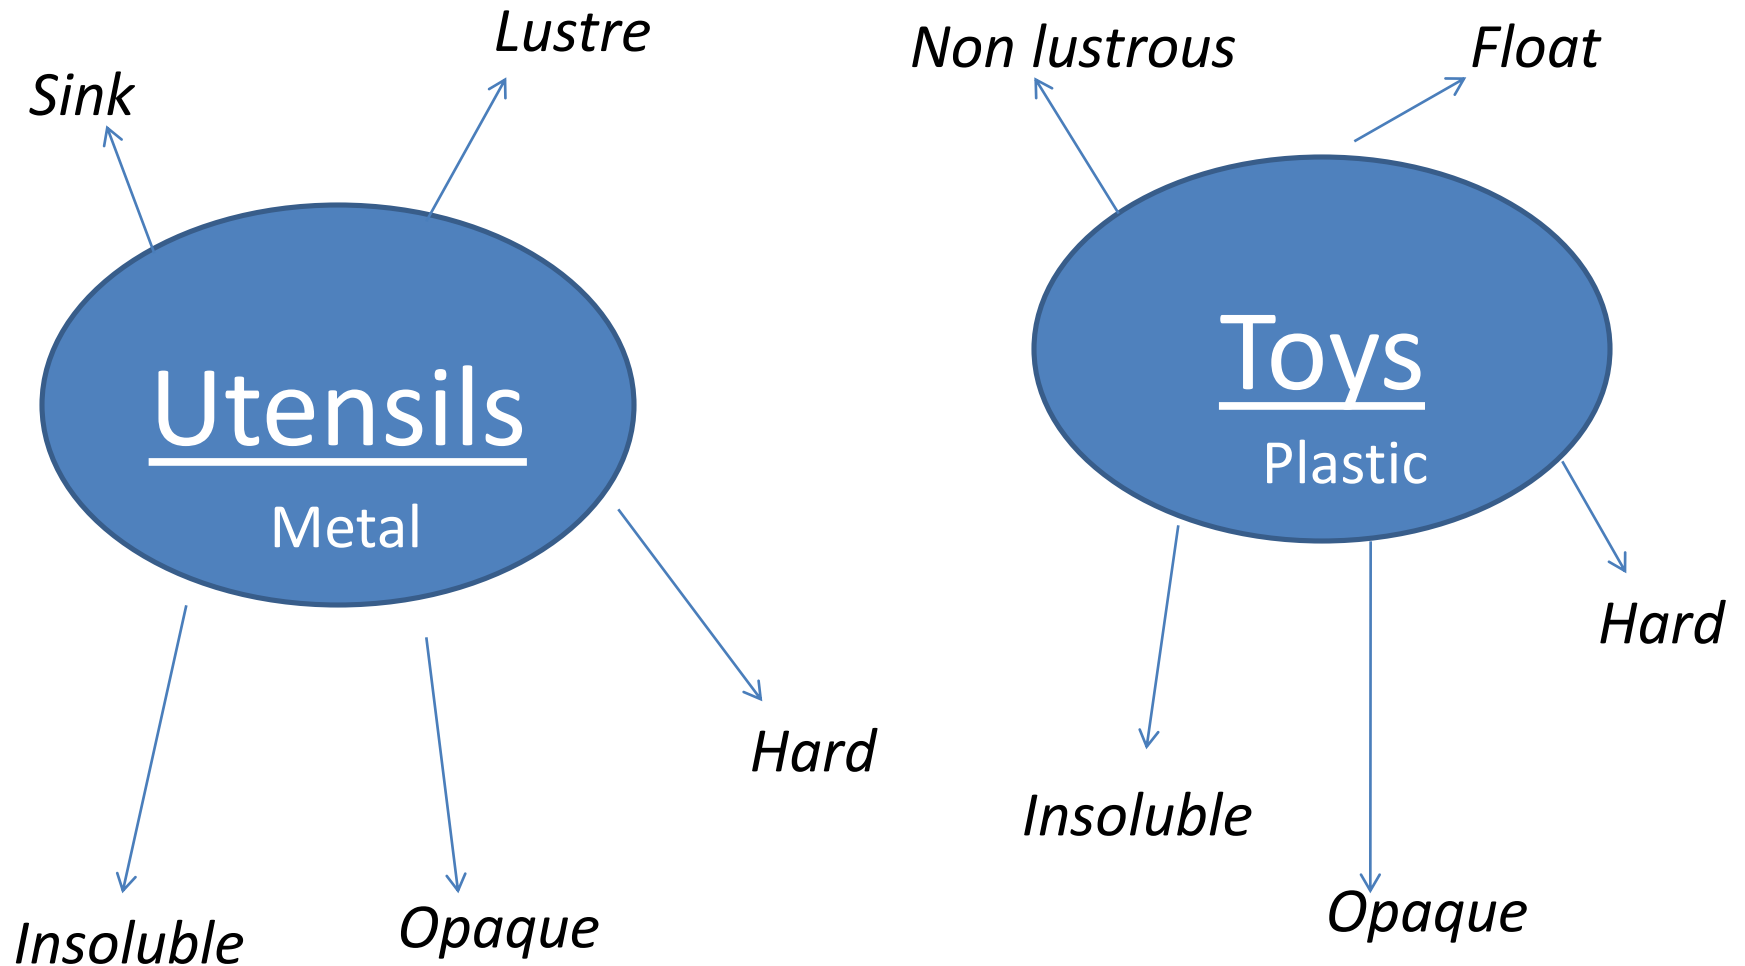 Sink
Lustre
Utensils
Metal
Hard
Insoluble
Opaque
Non lustrous
Float
Toys
Plastic
Hard
Insoluble
Opaque